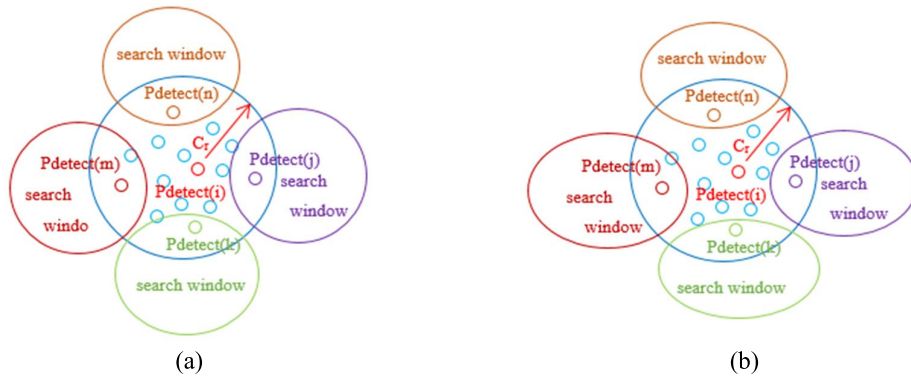 search window
Pdetect(n)
Cr
Pdetect(m)
search
windo
Pdetect(j)
search
window
Pdetect(i)
Pdetect(k)
search window
(a)
search window
Pdetect(n)
Cr
Pdetect(m)
search
window
Pdetect(j)
search
window
Pdetect(i)
Pdetect(k)
search window
(b)